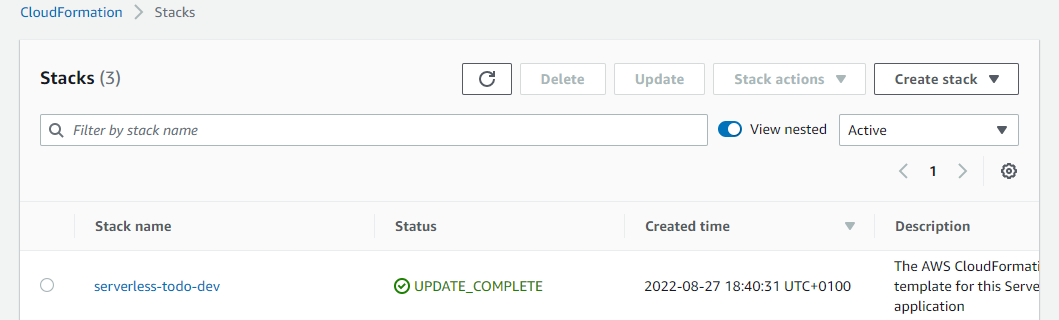 CloudFormation > Stacks
Stacks (3) Delete Update Stack actions Create stack
Filter by stack name View nested Active
1
Stack name Status Created time Description
The AWS CloudFormati
serverless-todo-dev UPDATE_COMPLETE 2022-08-27 18:40:31 UTC+0100 template for this Serve
application